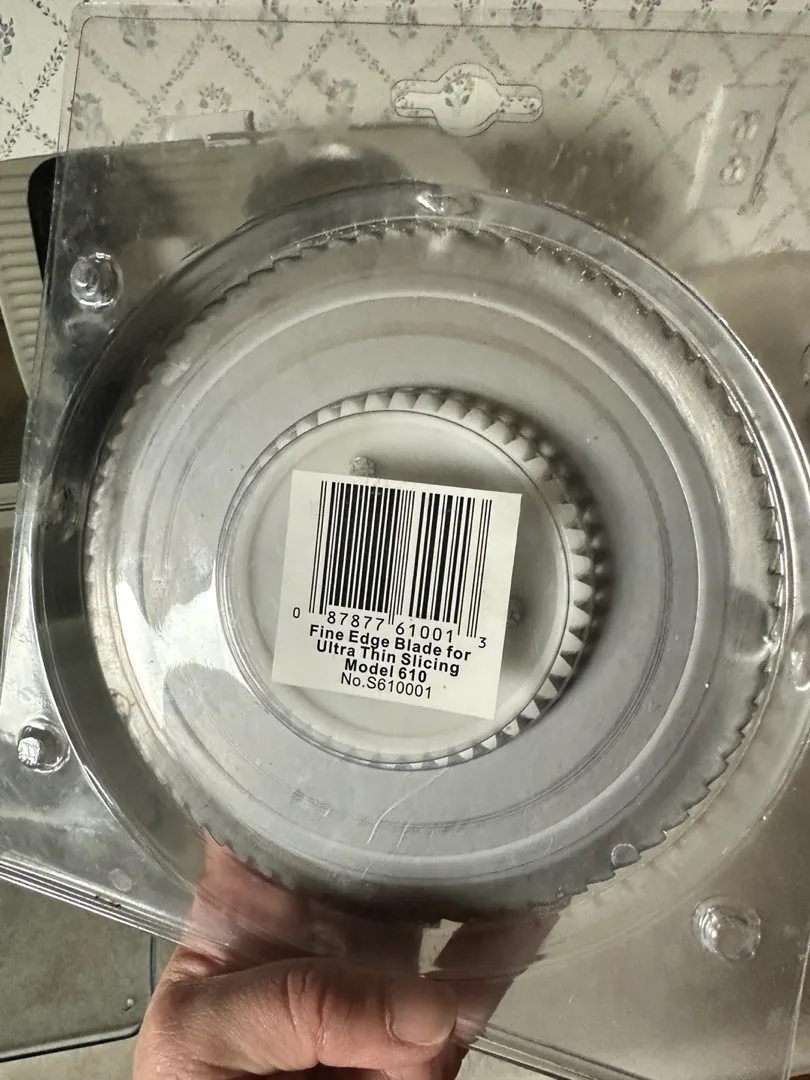 0 87877 61001 3
Fine Edge Blade for
Ultra Thin Slicing
Model 610
No.S610001